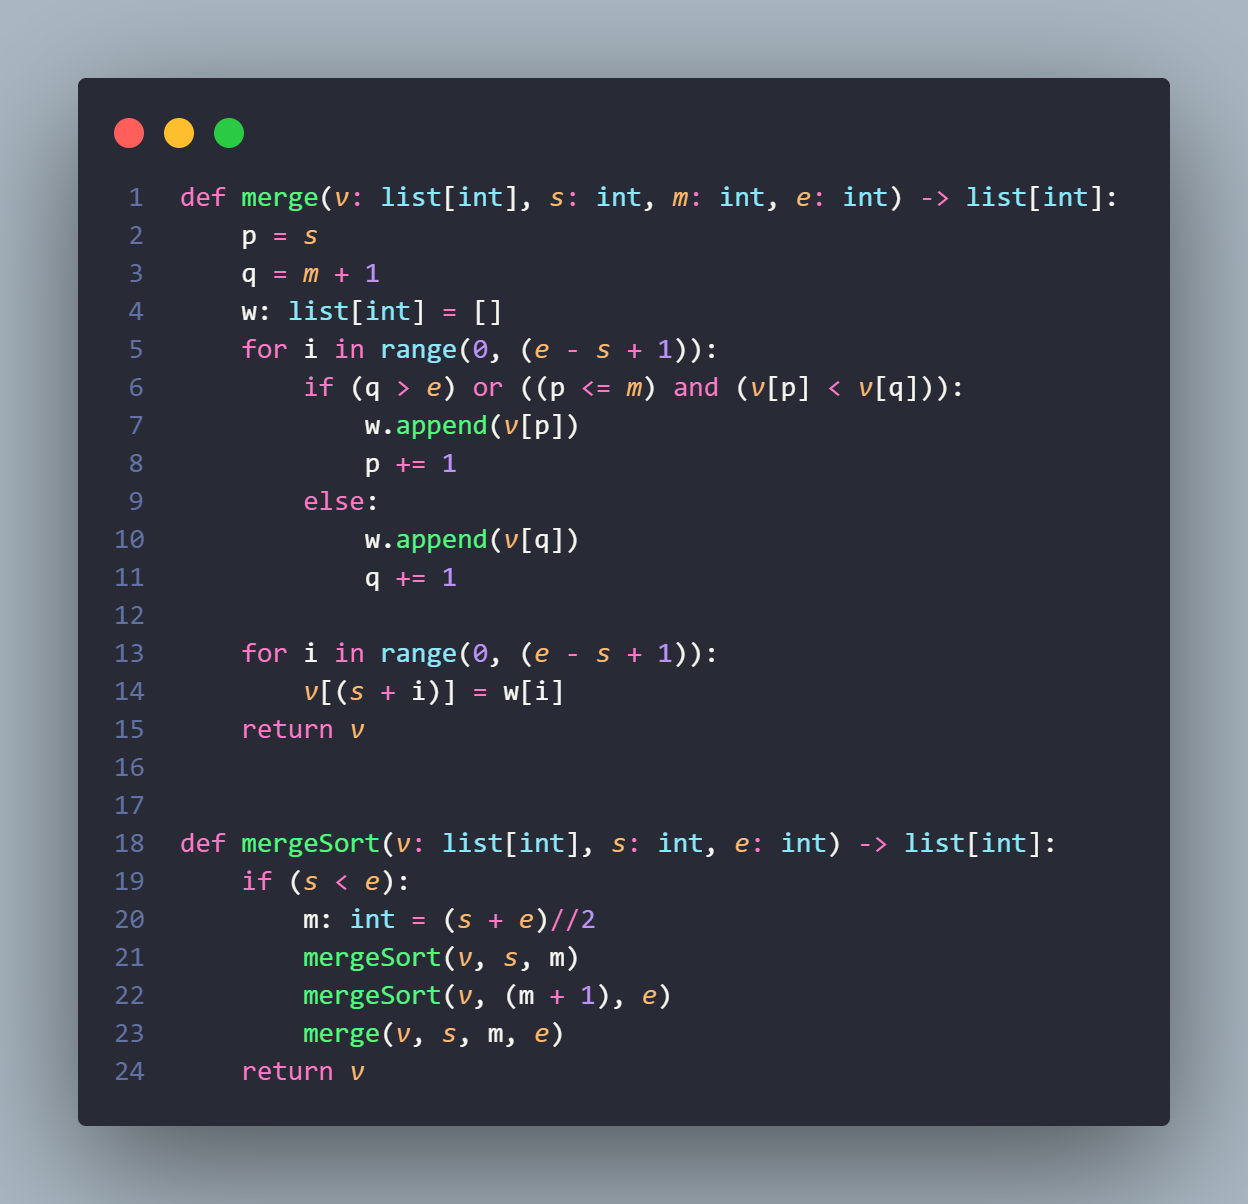 1 def merge(v: list[int], s: int, m: int, e: int) -> list[int]:
2     p = s
3     q = m + 1
4     w: list[int] = []
5     for i in range(0, (e - s + 1)):
6         if (q > e) or ((p <= m) and (v[p] < v[q])):
7             w.append(v[p])
8             p += 1
9         else:
10             w.append(v[q])
11             q += 1
12
13     for i in range(0, (e - s + 1)):
14         v[(s + i)] = w[i]
15     return v
16
17
18 def mergeSort(v: list[int], s: int, e: int) -> list[int]:
19     if (s < e):
20         m: int = (s + e)//2
21         mergeSort(v, s, m)
22         mergeSort(v, (m + 1), e)
23         merge(v, s, m, e)
24     return v